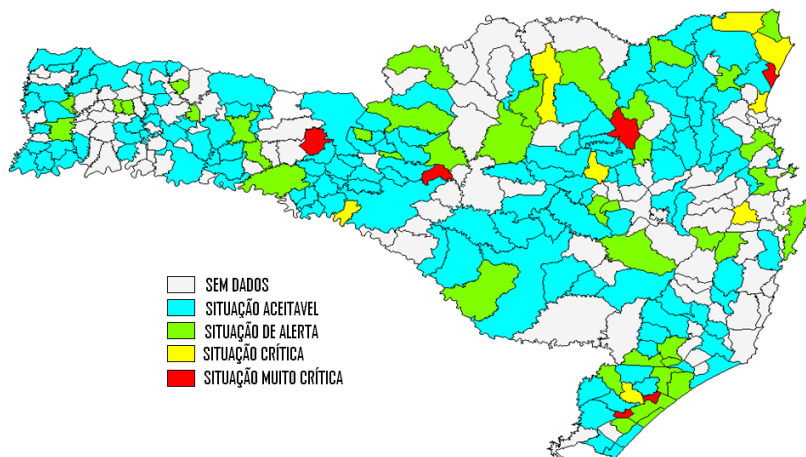 SEM DADOS
SITUAÇÃO ACEITAVEL
SITUAÇÃO DE ALERTA
SITUAÇÃO CRÍTICA
SITUAÇÃO MUITO CRÍTICA